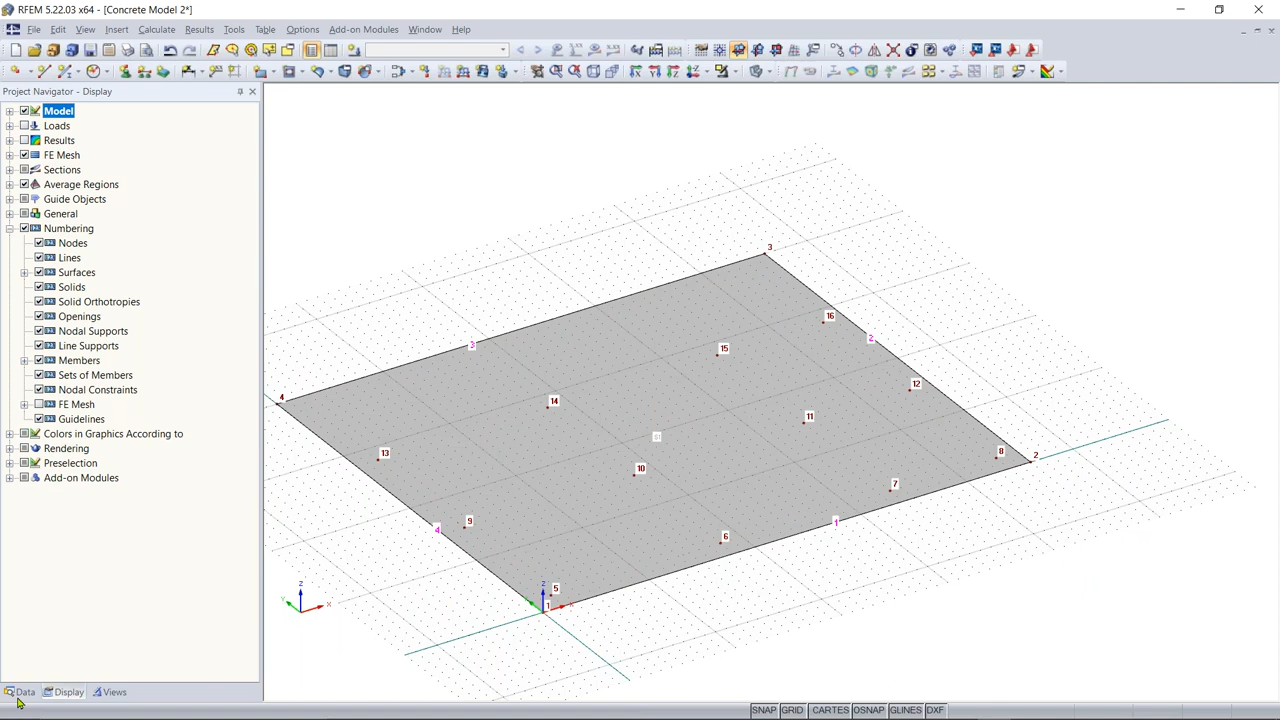 RFEM 5.22.03 x64 - [Concrete Model 2*]
File Edit View Insert Calculate Results Tools Table Options Add-on Modules Window Help
Project Navigator - Display
Model
Loads
Results
FE Mesh
Sections
Average Regions
Guide Objects
General
Numbering
Nodes
Lines
Surfaces
Solids
Solid Orthotropies
Openings
Nodal Supports
Line Supports
Members
Sets of Members
Nodal Constraints
FE Mesh
Guidelines
Colors in Graphics According to
Rendering
Preselection
Add-on Modules
Data Display Views
3
16
2
15
3
12
4
14
11
13
10
8
2
7
9
4
1
6
5
Z
X
1
Z
Y
X
SNAP GRID CARTES OSNAP GLINES DXF